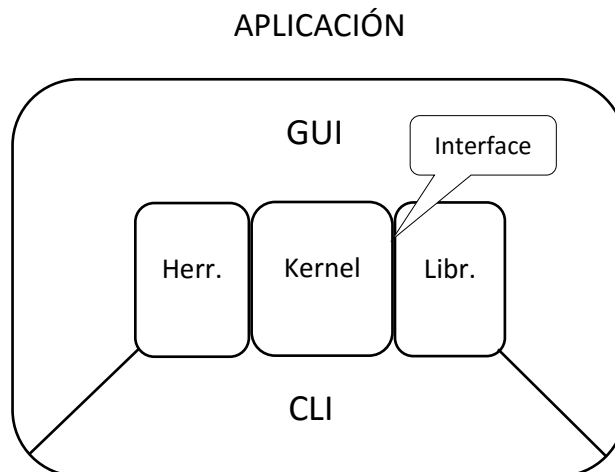 APLICACIÓN
GUI
Interface
Herr.
Kernel
Libr.
CLI